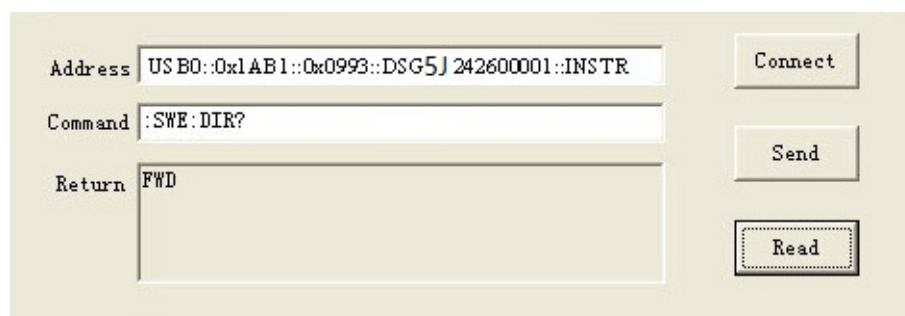 Address USB0::0x1AB1::0x0993::DSG5J242600001::INSTR Connect
Command :SWE:DIR?
Send
Return FWD
Read